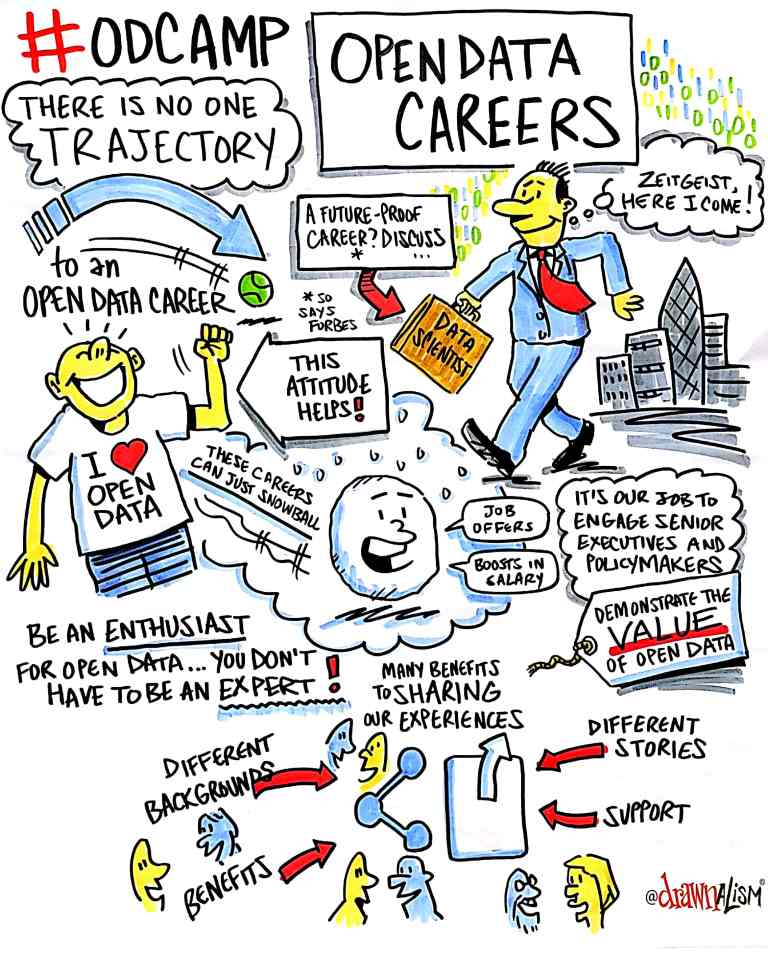 #ODCAMP
OPEN DATA
CAREERS
THERE IS NO ONE
TRAJECTORY
to an
OPEN DATA CAREER
A FUTURE-PROOF
CAREER? DISCUSS
* ...
* SO
SAYS
FORBES
ZEITGEIST,
HERE I COME!
DATA
SCIENTIST
THIS
ATTITUDE
HELPS!
I ❤ OPEN
DATA
THESE CAREERS
CAN JUST SNOWBALL
JOB
OFFERS
BOOSTS IN
SALARY
IT'S OUR JOB TO
ENGAGE SENIOR
EXECUTIVES AND
POLICYMAKERS
DEMONSTRATE THE
VALUE
OF OPEN DATA
BE AN ENTHUSIAST
FOR OPEN DATA... YOU DON'T
HAVE TO BE AN EXPERT!
MANY BENEFITS
TO SHARING
OUR EXPERIENCES
DIFFERENT
BACKGROUNDS
BENEFITS
DIFFERENT
STORIES
SUPPORT
@drawnalism